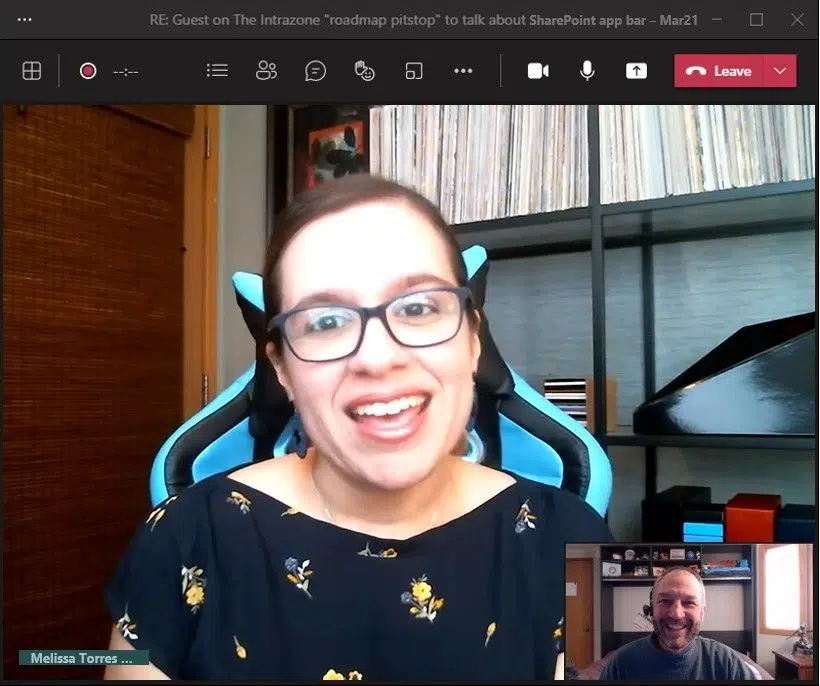 RE: Guest on The Intrazone "roadmap pitstop" to talk about SharePoint app bar – Mar21
--:--
Leave
Melissa Torres ...